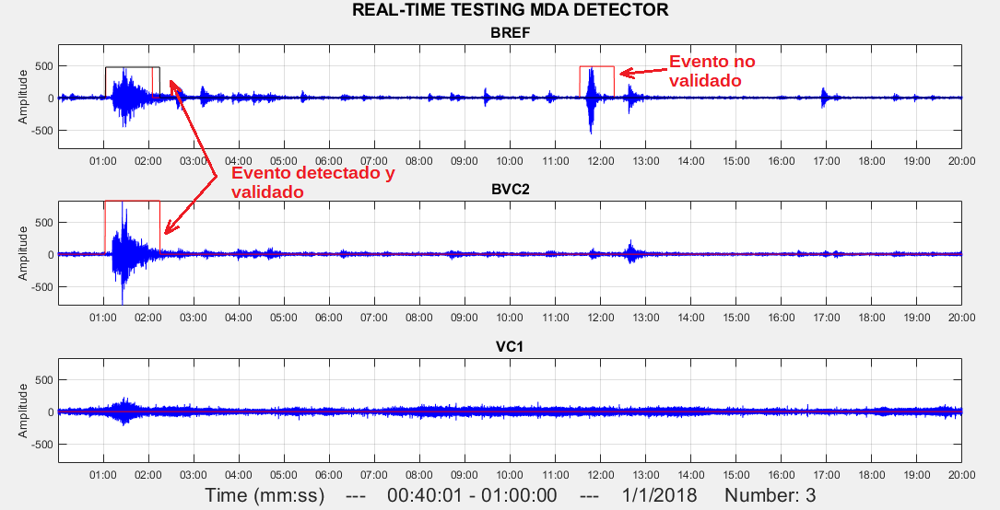 REAL-TIME TESTING MDA DETECTOR
BREF
Amplitude
500
0
-500
Evento no
validado
01:00 02:00 03:00 04:00 05:00 06:00 07:00 08:00 09:00 10:00 11:00 12:00 13:00 14:00 15:00 16:00 17:00 18:00 19:00 20:00
Evento detectado y
validado
BVC2
Amplitude
500
0
-500
01:00 02:00 03:00 04:00 05:00 06:00 07:00 08:00 09:00 10:00 11:00 12:00 13:00 14:00 15:00 16:00 17:00 18:00 19:00 20:00
VC1
Amplitude
500
0
-500
01:00 02:00 03:00 04:00 05:00 06:00 07:00 08:00 09:00 10:00 11:00 12:00 13:00 14:00 15:00 16:00 17:00 18:00 19:00 20:00
Time (mm:ss) --- 00:40:01 - 01:00:00 --- 1/1/2018 Number: 3